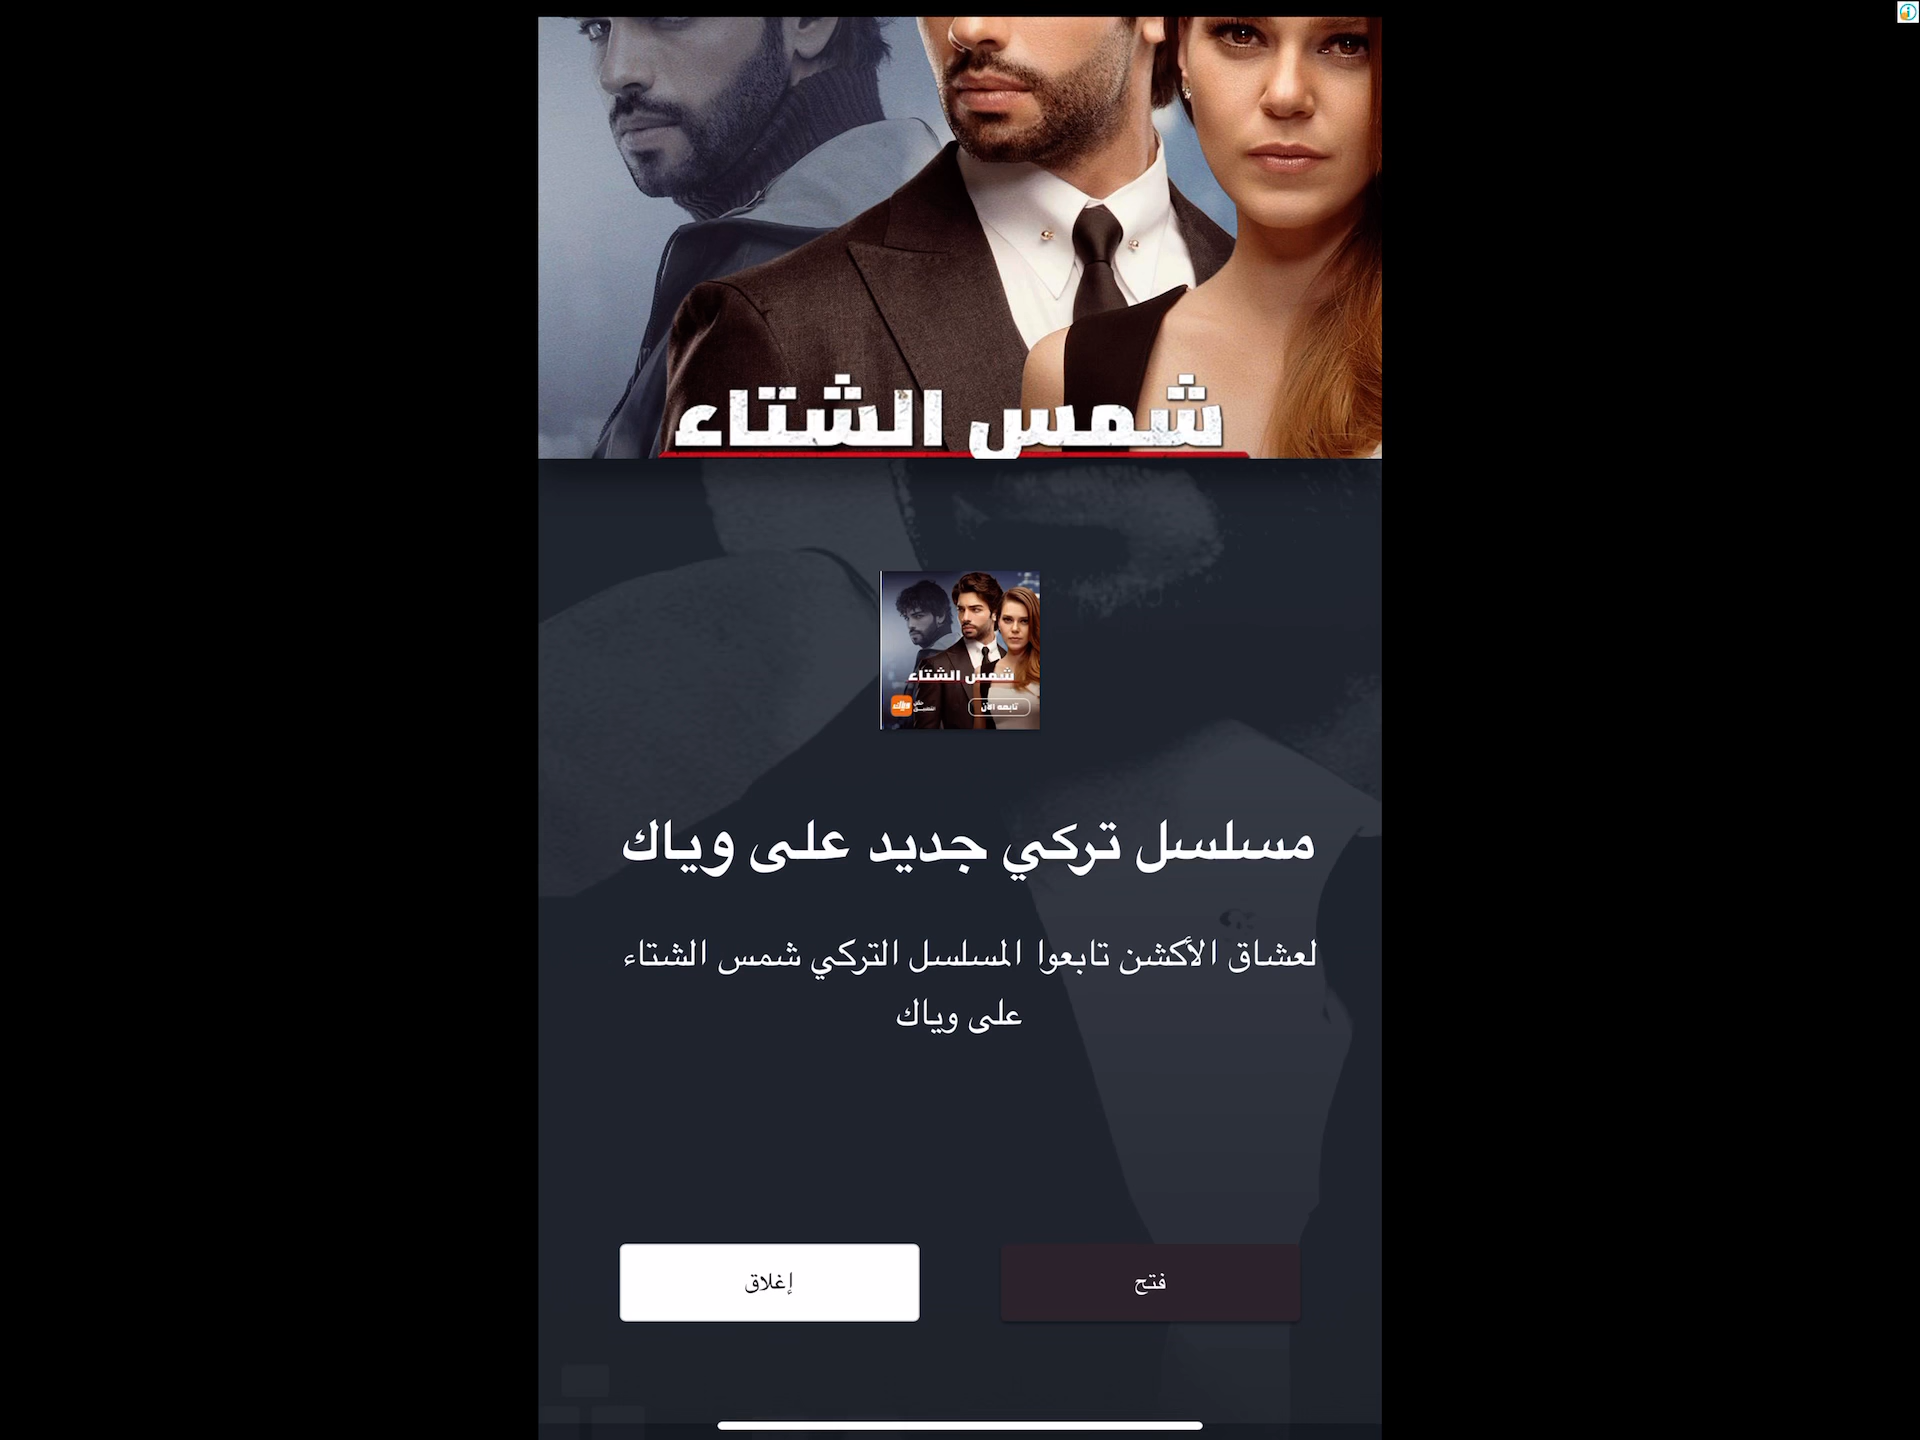 شمس الشتاء
شمس الشتاء
تابعه الآن
مسلسل تركي جديد على وياك
لعشاق الأكشن تابعوا المسلسل التركي شمس الشتاء
على وياك
إغلاق
فتح